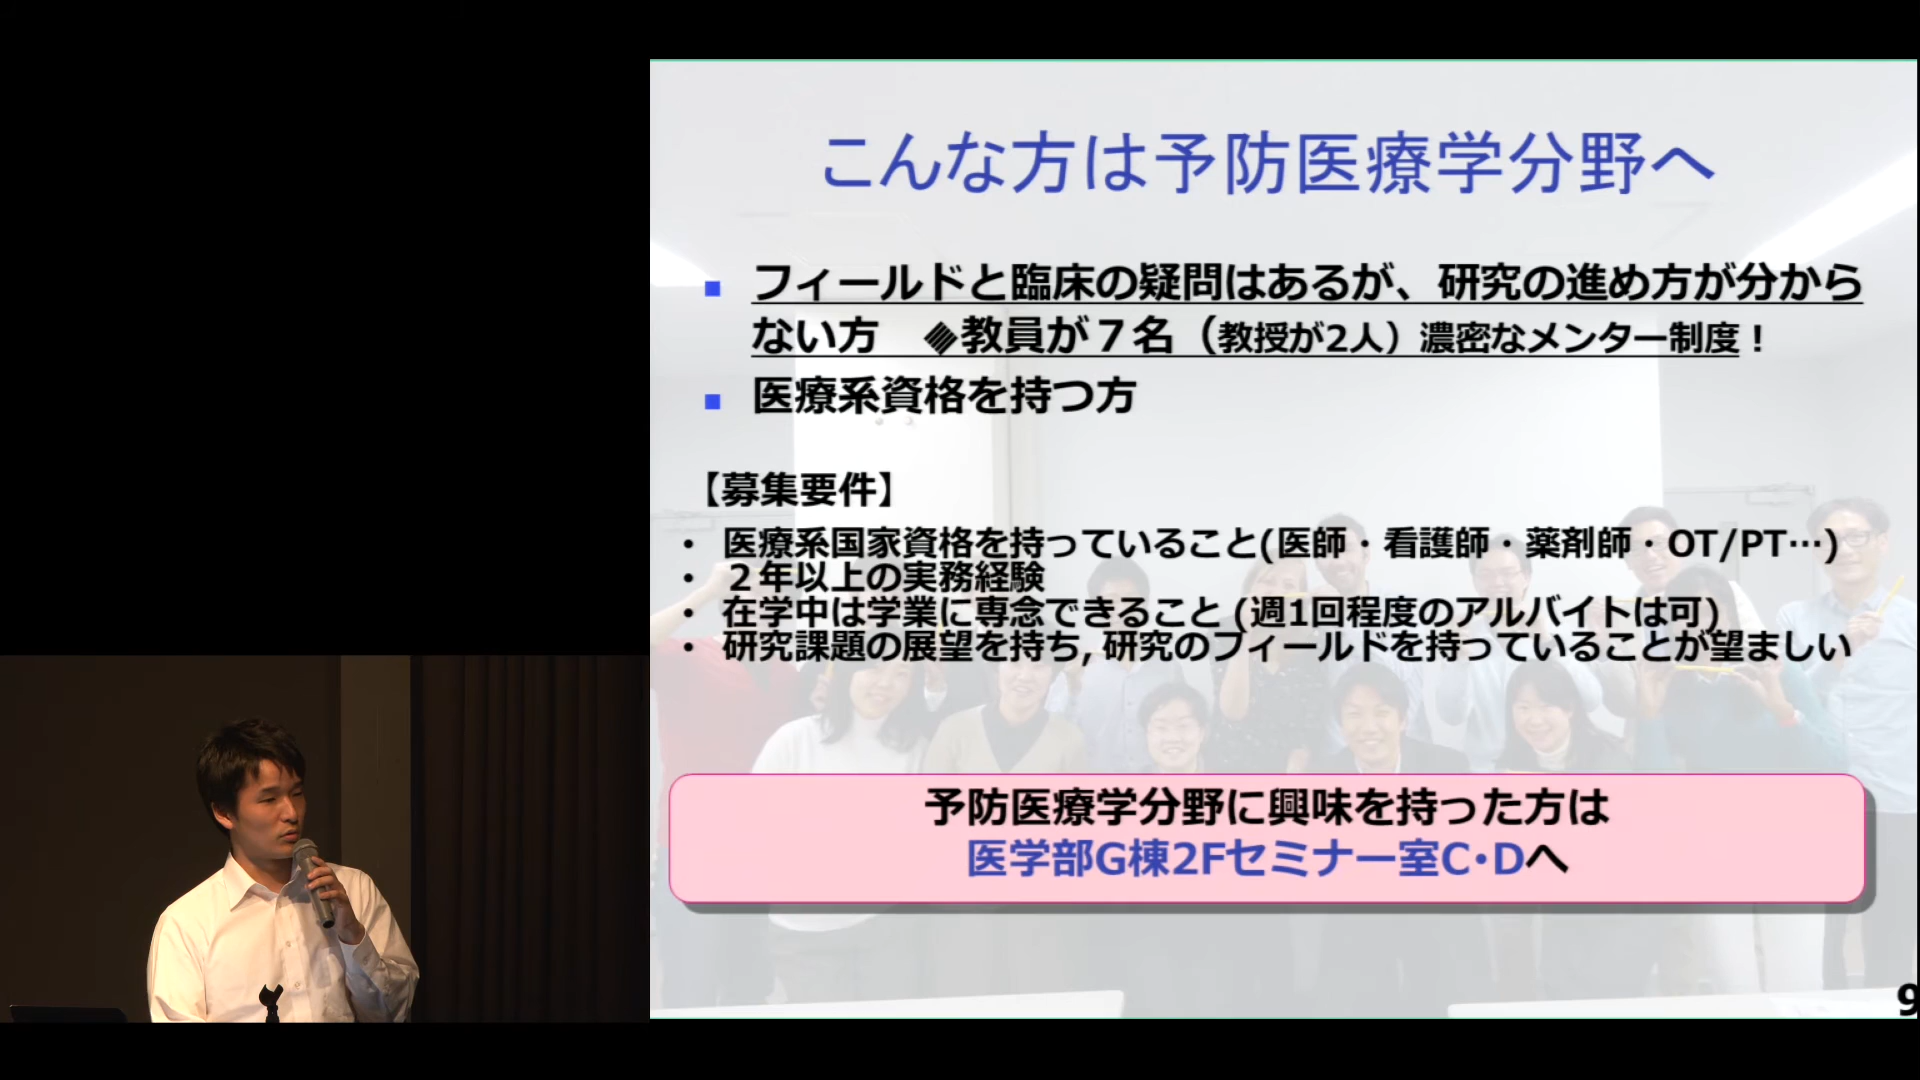 こんな方は予防医療学分野へ
フィールドと臨床の疑問はあるが、研究の進め方が分から
ない方　◆教員が７名（教授が2人）濃密なメンター制度！
医療系資格を持つ方
【募集要件】
・ 医療系国家資格を持っていること(医師・看護師・薬剤師・OT/PT…)
・ ２年以上の実務経験
・ 在学中は学業に専念できること (週1回程度のアルバイトは可)
・ 研究課題の展望を持ち, 研究のフィールドを持っていることが望ましい
予防医療学分野に興味を持った方は
医学部G棟2Fセミナー室C・Dへ
9